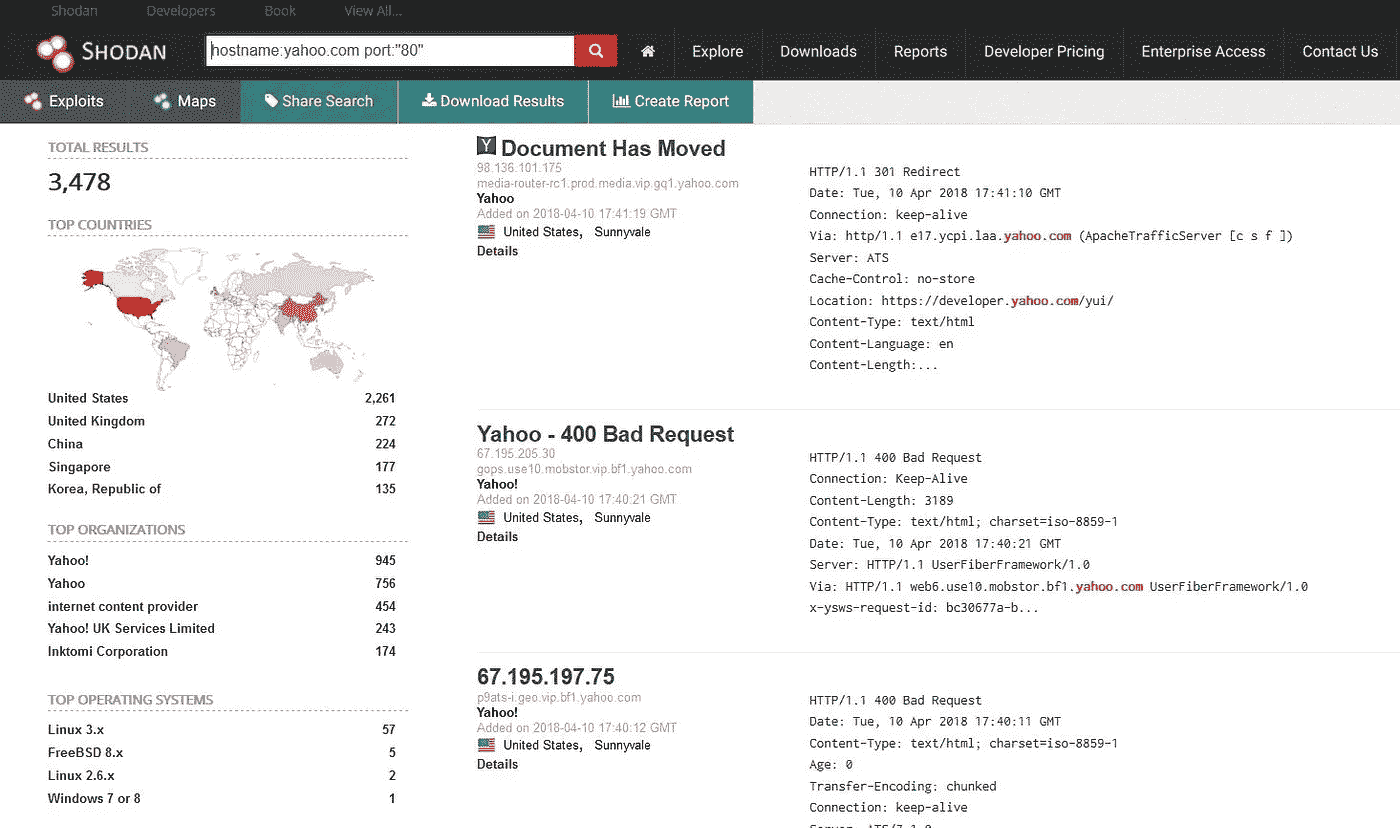 Shodan Developers Book View All...
SHODAN hostname:yahoo.com port:"80" Explore Downloads Reports Developer Pricing Enterprise Access Contact Us
Exploits Maps Share Search Download Results Create Report
TOTAL RESULTS
3,478
TOP COUNTRIES
United States 2,261
United Kingdom 272
China 224
Singapore 177
Korea, Republic of 135
TOP ORGANIZATIONS
Yahoo! 945
Yahoo 756
internet content provider 454
Yahoo! UK Services Limited 243
Inktomi Corporation 174
TOP OPERATING SYSTEMS
Linux 3.x 57
FreeBSD 8.x 5
Linux 2.6.x 2
Windows 7 or 8 1
Y Document Has Moved
98.136.101.175
media-router-rc1.prod.media.vip.gq1.yahoo.com
Yahoo
Added on 2018-04-10 17:41:19 GMT
United States, Sunnyvale
Details
HTTP/1.1 301 Redirect
Date: Tue, 10 Apr 2018 17:41:10 GMT
Connection: keep-alive
Via: http/1.1 e17.ycpi.laa.yahoo.com (ApacheTrafficServer [c s f ])
Server: ATS
Cache-Control: no-store
Location: https://developer.yahoo.com/yui/
Content-Type: text/html
Content-Language: en
Content-Length:...
Yahoo - 400 Bad Request
67.195.205.30
gops.use10.mobstor.vip.bf1.yahoo.com
Yahoo!
Added on 2018-04-10 17:40:21 GMT
United States, Sunnyvale
Details
HTTP/1.1 400 Bad Request
Connection: Keep-Alive
Content-Length: 3189
Content-Type: text/html; charset=iso-8859-1
Date: Tue, 10 Apr 2018 17:40:21 GMT
Server: HTTP/1.1 UserFiberFramework/1.0
Via: HTTP/1.1 web6.use10.mobstor.bf1.yahoo.com UserFiberFramework/1.0
x-ysws-request-id: bc30677a-b...
67.195.197.75
p9ats-i.geo.vip.bf1.yahoo.com
Yahoo!
Added on 2018-04-10 17:40:12 GMT
United States, Sunnyvale
Details
HTTP/1.1 400 Bad Request
Date: Tue, 10 Apr 2018 17:40:11 GMT
Content-Type: text/html; charset=iso-8859-1
Age: 0
Transfer-Encoding: chunked
Connection: keep-alive